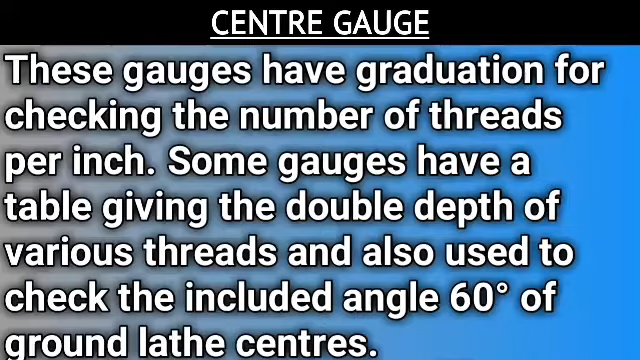 CENTRE GAUGE
These gauges have graduation for
checking the number of threads
per inch. Some gauges have a
table giving the double depth of
various threads and also used to
check the included angle 60° of
ground lathe centres.